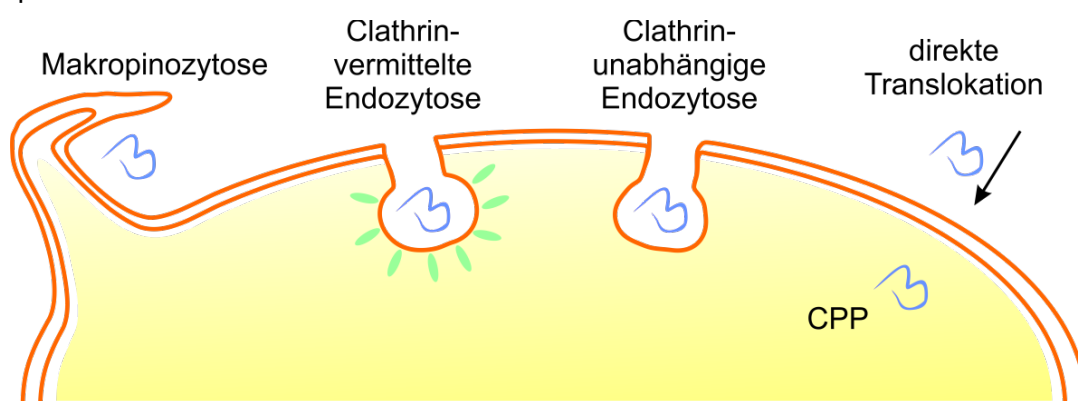 Makropinozytose
Clathrin-
vermittelte
Endozytose
Clathrin-
unabhängige
Endozytose
direkte
Translokation
CPP